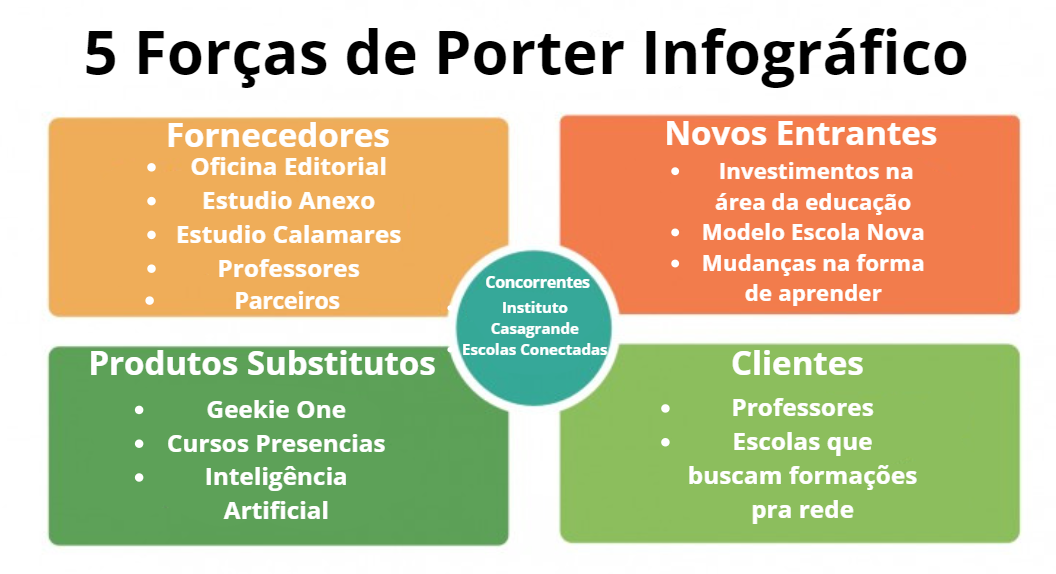 5 Forças de Porter Infográfico
Fornecedores
• Oficina Editorial
• Estudio Anexo
• Estudio Calamares
• Professores
• Parceiros
Novos Entrantes
• Investimentos na
área da educação
• Modelo Escola Nova
• Mudanças na forma
de aprender
Concorrentes
Instituto
Casagrande
Escolas Conectadas
Produtos Substitutos
• Geekie One
• Cursos Presencias
• Inteligência
Artificial
Clientes
• Professores
• Escolas que
buscam formações
pra rede